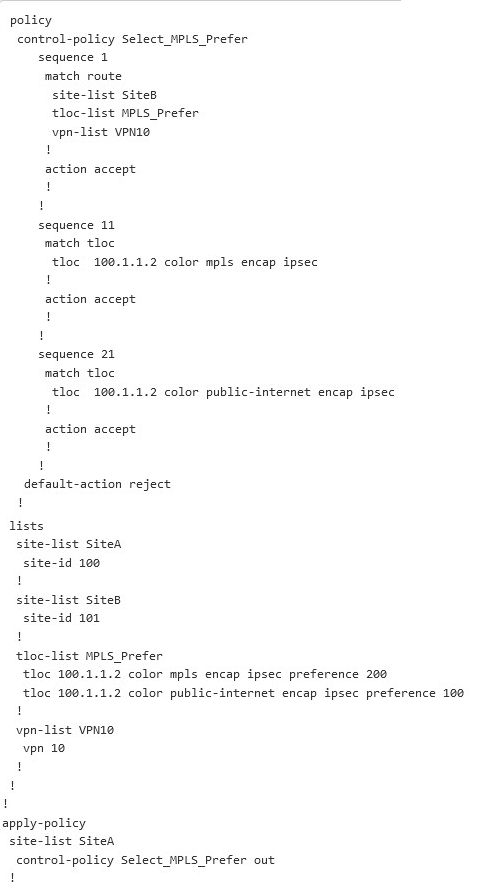 policy
control-policy Select_MPLS_Prefer
sequence 1
match route
site-list SiteB
tloc-list MPLS_Prefer
vpn-list VPN10
!
action accept
!
!
sequence 11
match tloc
tloc  100.1.1.2 color mpls encap ipsec
!
action accept
!
!
sequence 21
match tloc
tloc  100.1.1.2 color public-internet encap ipsec
!
action accept
!
!
default-action reject
!
lists
site-list SiteA
site-id 100
!
site-list SiteB
site-id 101
!
tloc-list MPLS_Prefer
tloc 100.1.1.2 color mpls encap ipsec preference 200
tloc 100.1.1.2 color public-internet encap ipsec preference 100
!
vpn-list VPN10
vpn 10
!
!
!
apply-policy
site-list SiteA
control-policy Select_MPLS_Prefer out
!